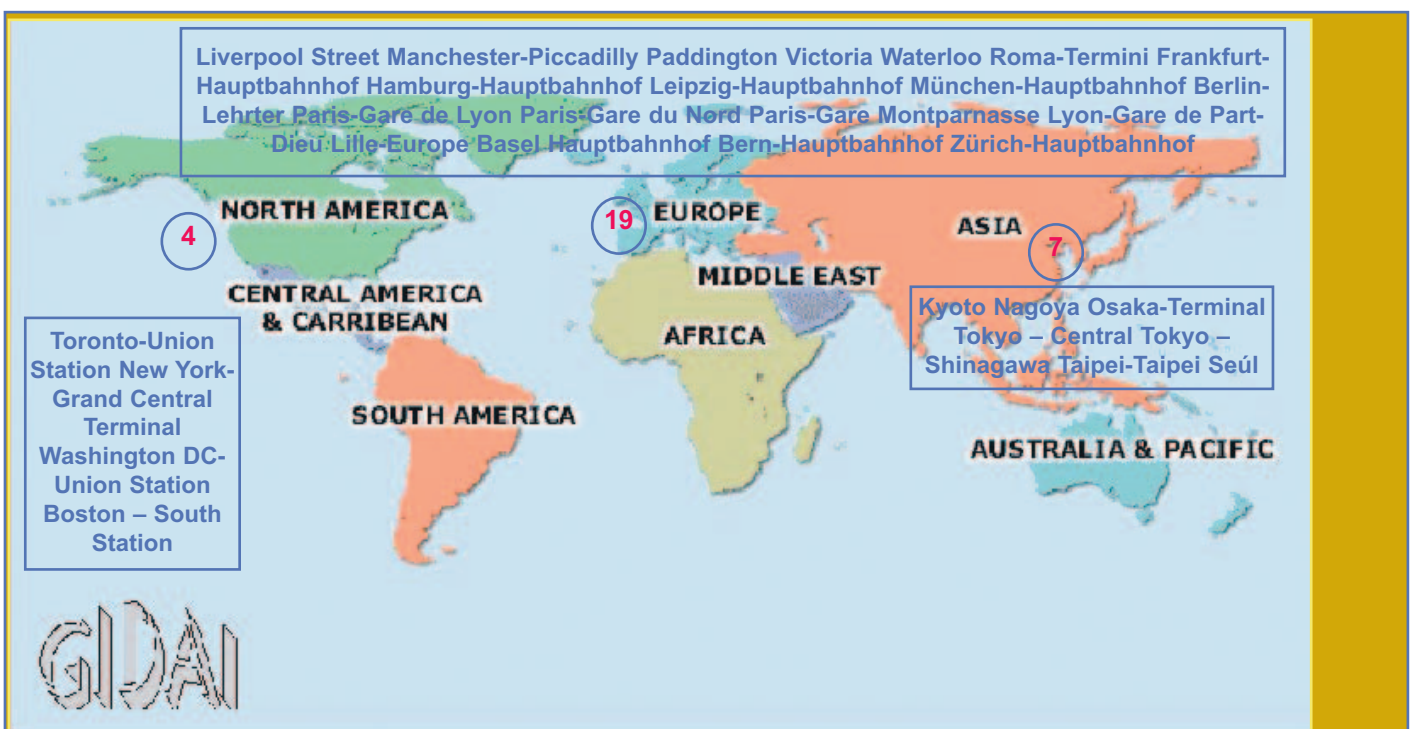 Liverpool Street Manchester-Piccadilly Paddington Victoria Waterloo Roma-Termini Frankfurt-
Hauptbahnhof Hamburg-Hauptbahnhof Leipzig-Hauptbahnhof München-Hauptbahnhof Berlin-
Lehrter Paris-Gare de Lyon Paris-Gare du Nord Paris-Gare Montparnasse Lyon-Gare de Part-
Dieu Lille-Europe Basel Hauptbahnhof Bern-Hauptbahnhof Zürich-Hauptbahnhof
NORTH AMERICA
4
19
EUROPE
ASIA
7
MIDDLE EAST
CENTRAL AMERICA
& CARRIBEAN
AFRICA
Kyoto Nagoya Osaka-Terminal
Tokyo – Central Tokyo –
Shinagawa Taipei-Taipei Seúl
Toronto-Union
Station New York-
Grand Central
Terminal
Washington DC-
Union Station
Boston – South
Station
SOUTH AMERICA
AUSTRALIA & PACIFIC
GIDAI